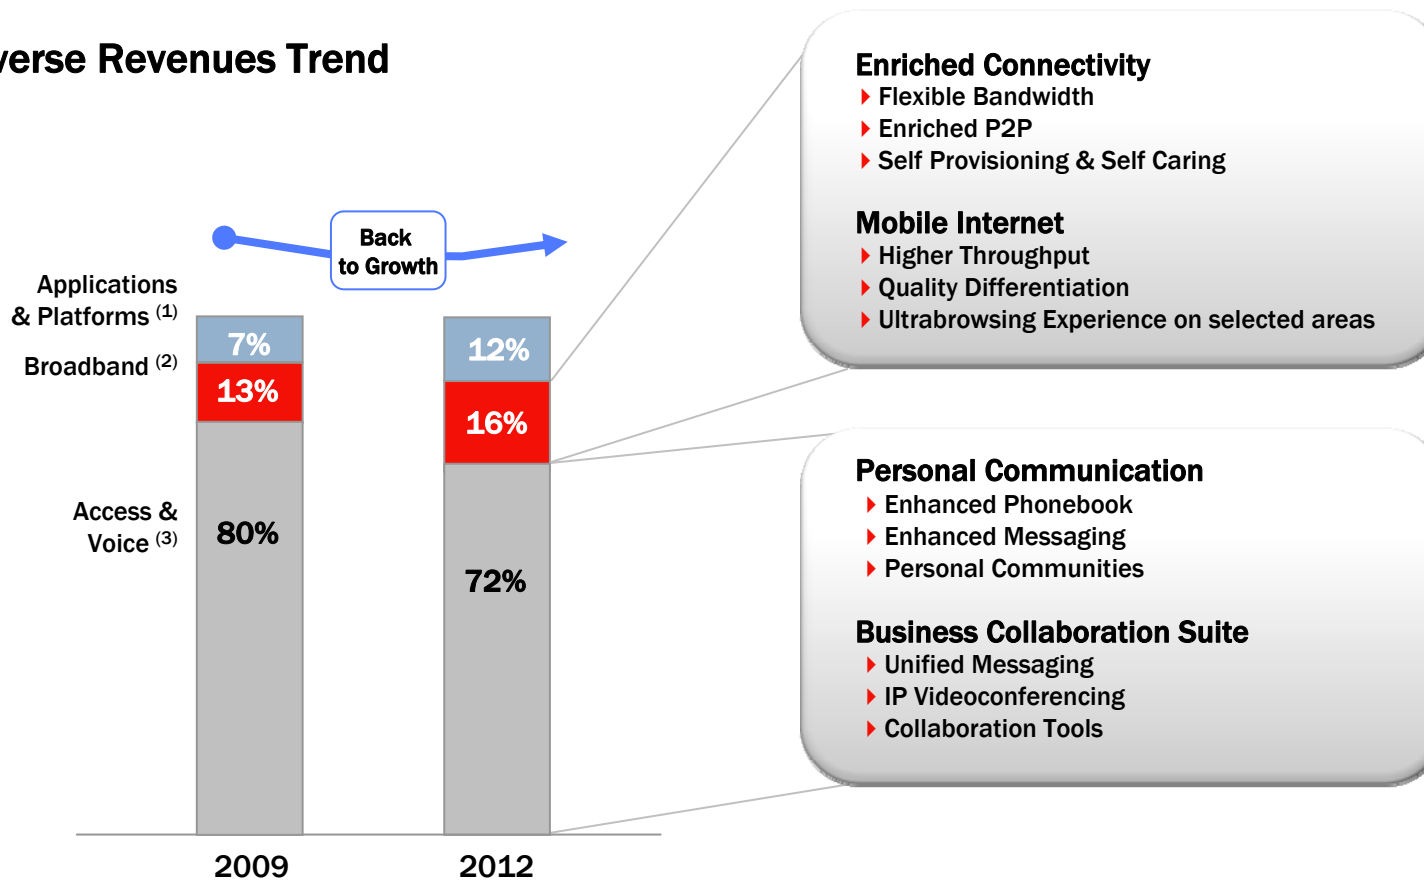 verse Revenues Trend
Back
to Growth
Applications
& Platforms (1)
Broadband (2)
Access &
Voice (3)
7%
13%
80%
12%
16%
72%
2009
2012
Enriched Connectivity
Flexible Bandwidth
Enriched P2P
Self Provisioning & Self Caring
Mobile Internet
Higher Throughput
Quality Differentiation
Ultrabrowsing Experience on selected areas
Personal Communication
Enhanced Phonebook
Enhanced Messaging
Personal Communities
Business Collaboration Suite
Unified Messaging
IP Videoconferencing
Collaboration Tools